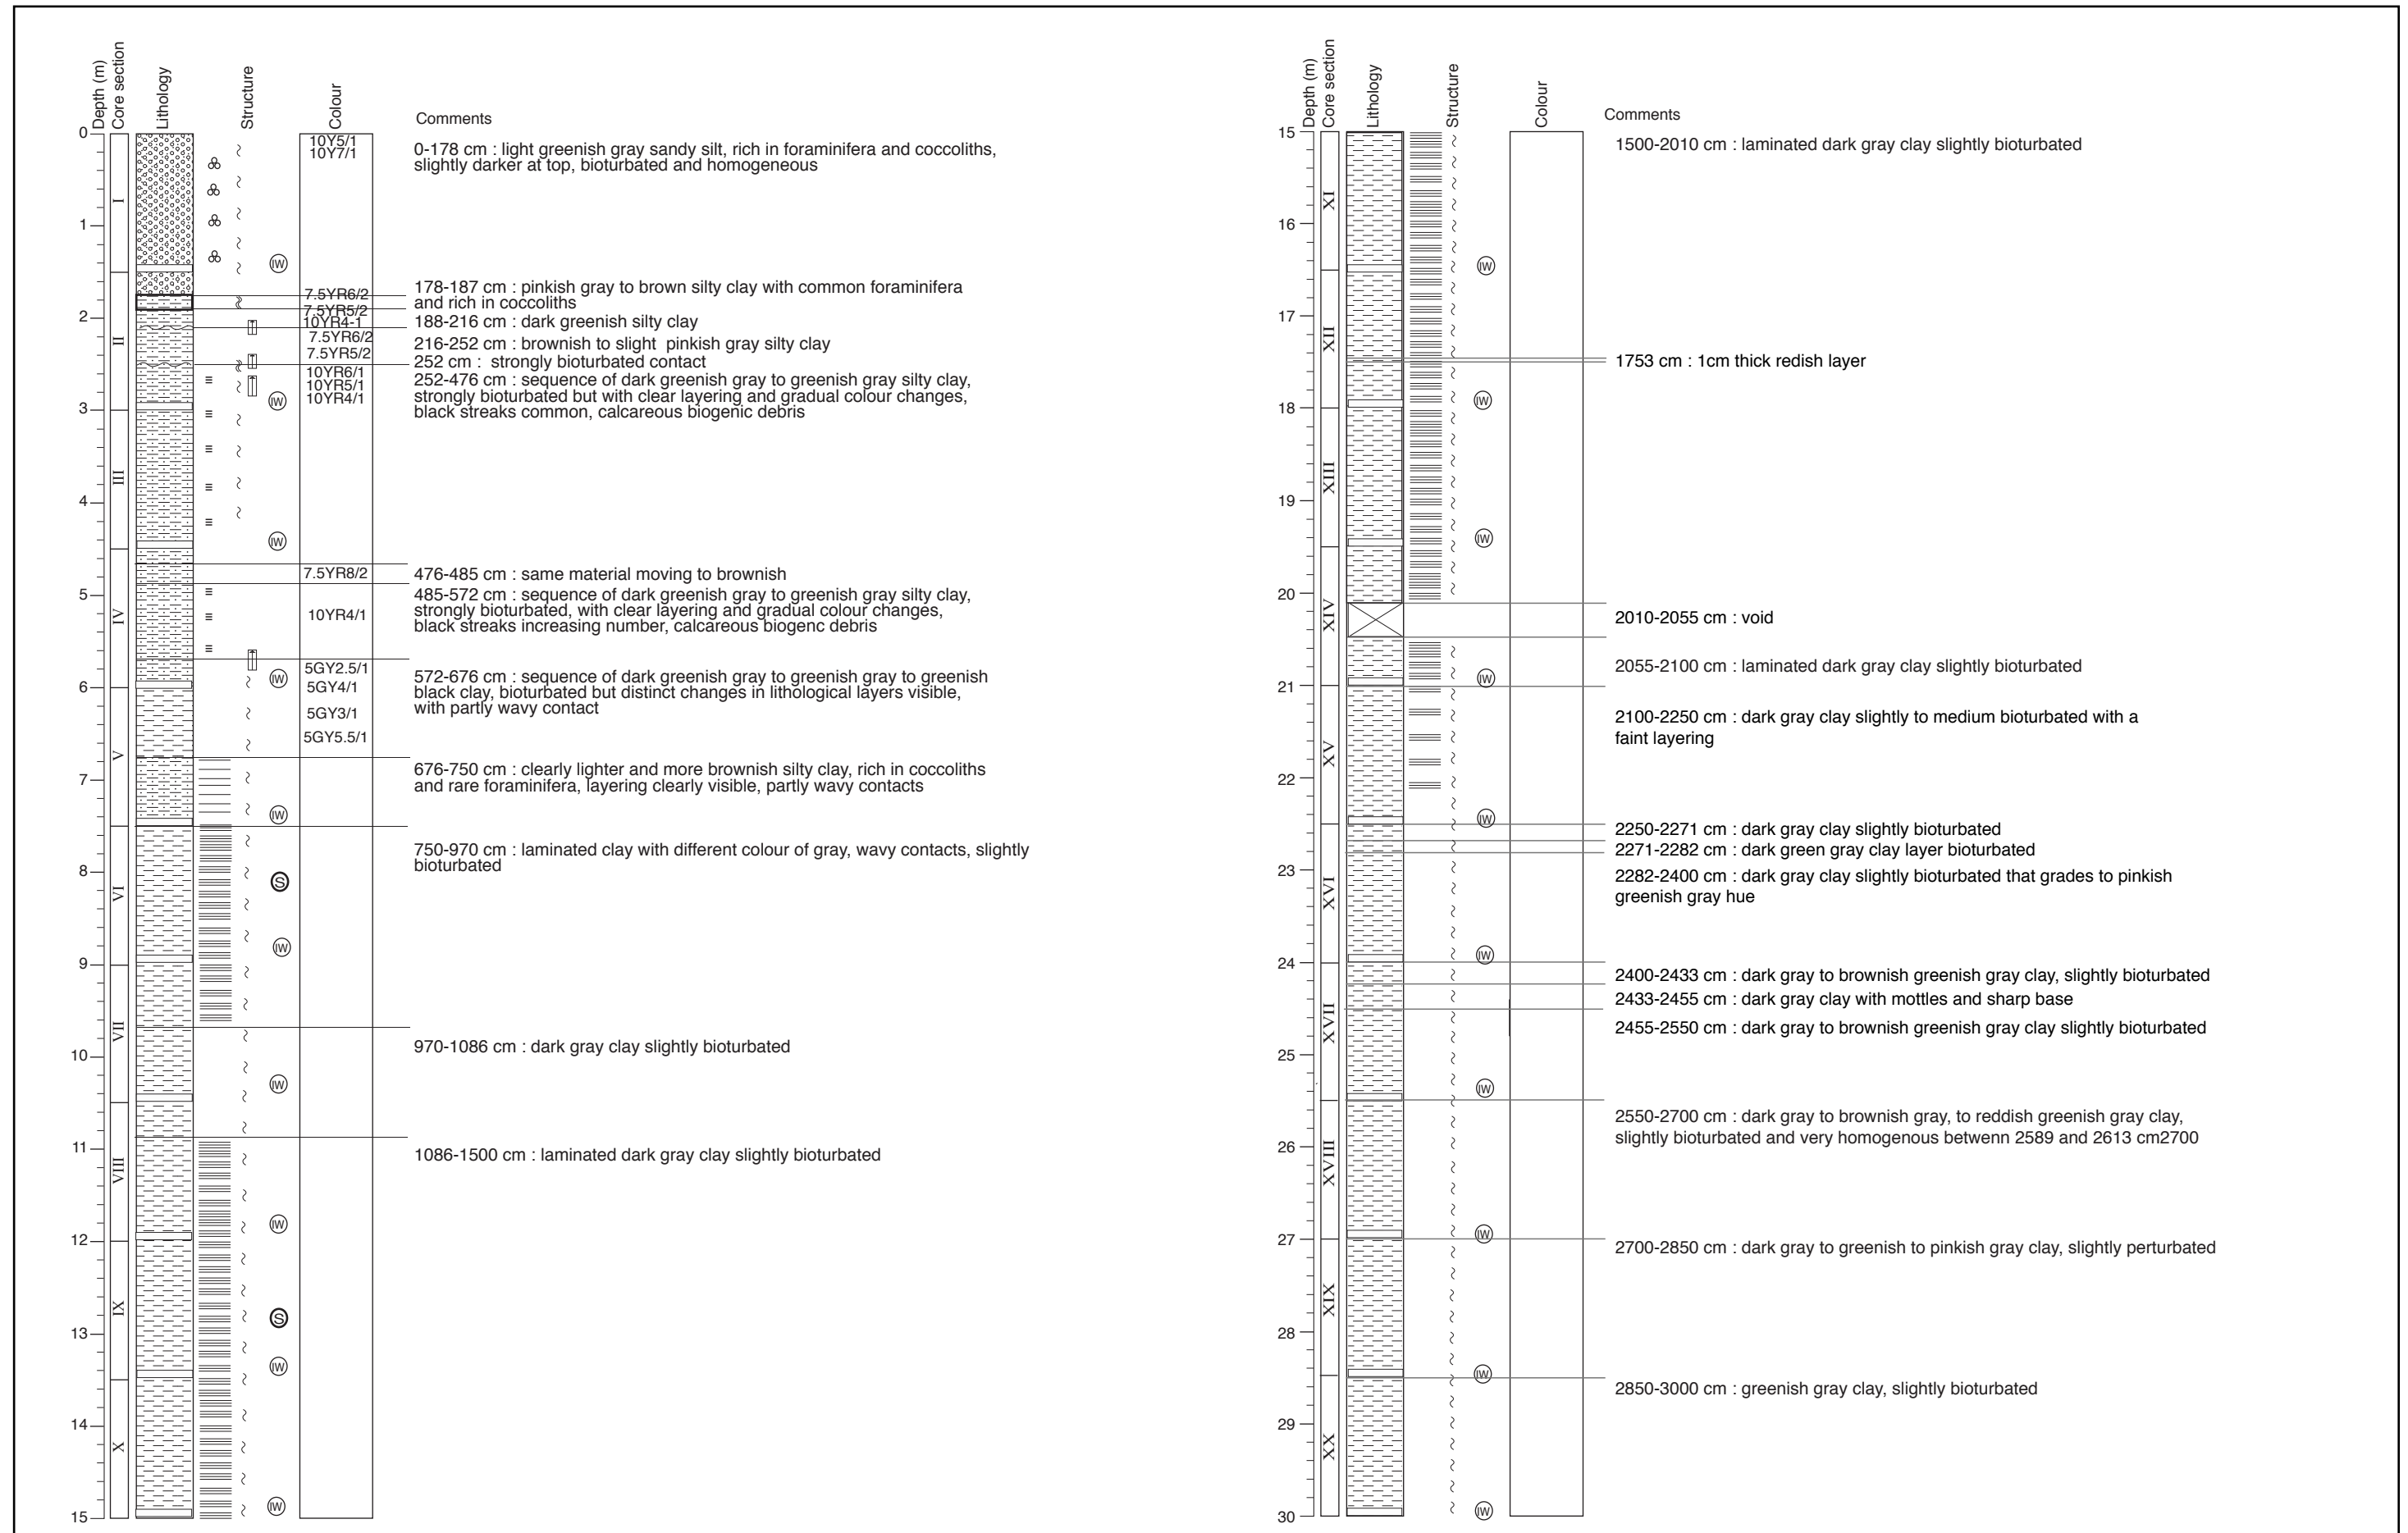 Depth (m)
Core section
Lithology
Structure
Colour
Comments
0
1
2
3
4
5
6
7
8
9
10
11
12
13
14
15
I
II
III
IV
V
VI
VII
VIII
IX
X
IW
IW
IW
IW
IW
S
IW
IW
IW
S
IW
IW
10Y5/1
10Y7/1
7.5YR6/2
7.5YR5/2
10YR4-1
7.5YR6/2
7.5YR5/2
10YR6/1
10YR5/1
10YR4/1
7.5YR8/2
10YR4/1
5GY2.5/1
5GY4/1
5GY3/1
5GY5.5/1
0-178 cm : light greenish gray sandy silt, rich in foraminifera and coccoliths,
slightly darker at top, bioturbated and homogeneous
178-187 cm : pinkish gray to brown silty clay with common foraminifera
and rich in coccoliths
188-216 cm : dark greenish silty clay
216-252 cm : brownish to slight pinkish gray silty clay
252 cm : strongly bioturbated contact
252-476 cm : sequence of dark greenish gray to greenish gray silty clay,
strongly bioturbated but with clear layering and gradual colour changes,
black streaks common, calcareous biogenic debris
476-485 cm : same material moving to brownish
485-572 cm : sequence of dark greenish gray to greenish gray silty clay,
strongly bioturbated, with clear layering and gradual colour changes,
black streaks increasing number, calcareous biogenc debris
572-676 cm : sequence of dark greenish gray to greenish gray to greenish
black clay, bioturbated but distinct changes in lithological layers visible,
with partly wavy contact
676-750 cm : clearly lighter and more brownish silty clay, rich in coccoliths
and rare foraminifera, layering clearly visible, partly wavy contacts
750-970 cm : laminated clay with different colour of gray, wavy contacts, slightly
bioturbated
970-1086 cm : dark gray clay slightly bioturbated
1086-1500 cm : laminated dark gray clay slightly bioturbated
Depth (m)
Core section
Lithology
Structure
Colour
Comments
15
16
17
18
19
20
21
22
23
24
25
26
27
28
29
30
XI
XII
XIII
XIV
XV
XVI
XVII
XVIII
XIX
XX
IW
IW
IW
IW
IW
IW
IW
IW
IW
IW
1500-2010 cm : laminated dark gray clay slightly bioturbated
1753 cm : 1cm thick redish layer
2010-2055 cm : void
2055-2100 cm : laminated dark gray clay slightly bioturbated
2100-2250 cm : dark gray clay slightly to medium bioturbated with a
faint layering
2250-2271 cm : dark gray clay slightly bioturbated
2271-2282 cm : dark green gray clay layer bioturbated
2282-2400 cm : dark gray clay slightly bioturbated that grades to pinkish
greenish gray hue
2400-2433 cm : dark gray to brownish greenish gray clay, slightly bioturbated
2433-2455 cm : dark gray clay with mottles and sharp base
2455-2550 cm : dark gray to brownish greenish gray clay slightly bioturbated
2550-2700 cm : dark gray to brownish gray, to reddish greenish gray clay,
slightly bioturbated and very homogenous betwenn 2589 and 2613 cm2700
2700-2850 cm : dark gray to greenish to pinkish gray clay, slightly perturbated
2850-3000 cm : greenish gray clay, slightly bioturbated